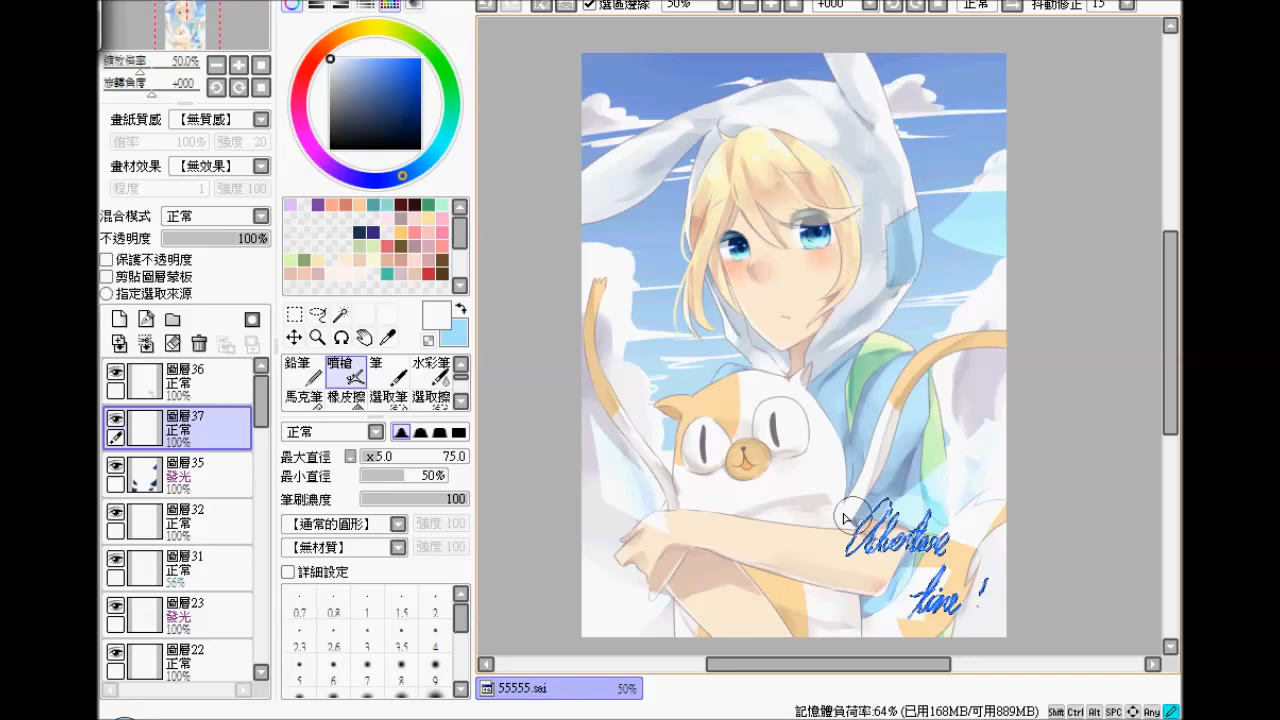 選區邊緣 50% +000 正常 抖動修正 15
縮放倍率 50.0%
旋轉角度 +000
畫紙質感 【無質感】
倍率 100% 強度 20
畫材效果 【無效果】
程度 1 強度 100
混合模式 正常
不透明度 100%
保護不透明度
剪貼圖層蒙板
指定選取來源
圖層36
正常
100%
圖層37
正常
100%
圖層35
發光
100%
圖層32
正常
100%
圖層31
正常
56%
圖層23
發光
100%
圖層22
正常
100%
鉛筆 噴槍 筆 水彩筆
馬克筆 橡皮擦 選取筆 選取擦
正常
最大直徑 x5.0 75.0
最小直徑 50%
筆刷濃度 100
【通常的圓形】 強度 100
【無材質】 強度 100
詳細設定
0.7 0.8 1 1.5 2
2.3 2.6 3 3.5 4
5 6 7 8 9
Adventure
time!
55555.sai 50%
記憶體負荷率:64% (已用168MB/可用889MB) Shift Ctrl Alt SPC Any